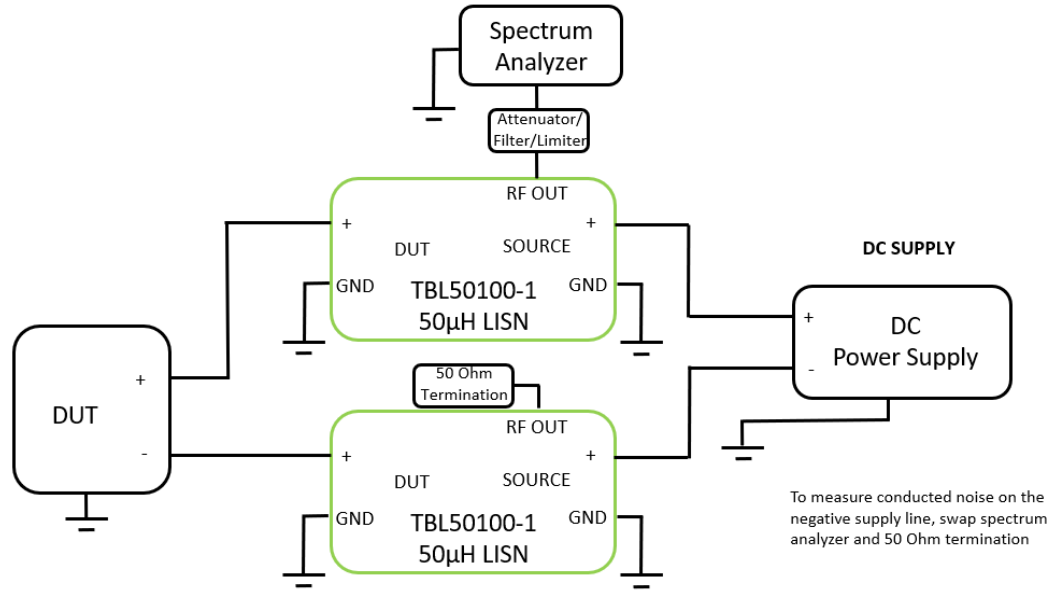 Spectrum
Analyzer
Attenuator/
Filter/Limiter
RF OUT
+
+
DUT
SOURCE
GND
GND
TBL50100-1
50µH LISN
DC SUPPLY
+
-
DC
Power Supply
DUT
+
-
50 Ohm
Termination
RF OUT
+
+
DUT
SOURCE
GND
GND
TBL50100-1
50µH LISN
To measure conducted noise on the
negative supply line, swap spectrum
analyzer and 50 Ohm termination